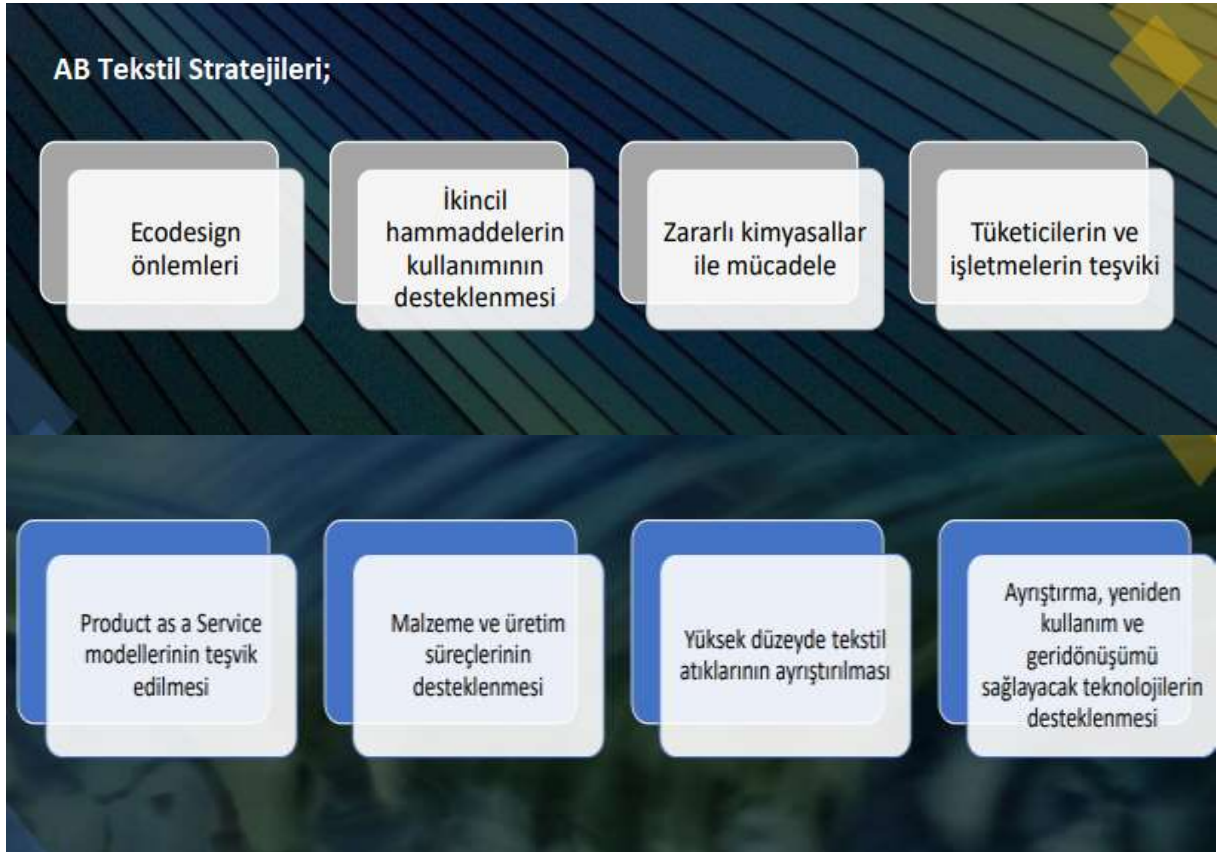 AB Tekstil Stratejileri;
Ecodesign
önlemleri
İkincil
hammaddelerin
kullanımının
desteklenmesi
Zararlı kimyasallar
ile mücadele
Tüketicilerin ve
işletmelerin teşviki
Product as a Service
modellerinin teşvik
edilmesi
Malzeme ve üretim
süreçlerinin
desteklenmesi
Yüksek düzeyde tekstil
atıklarının ayrıştırılması
Ayrıştırma, yeniden
kullanım ve
geridönüşümü
sağlayacak teknolojilerin
desteklenmesi